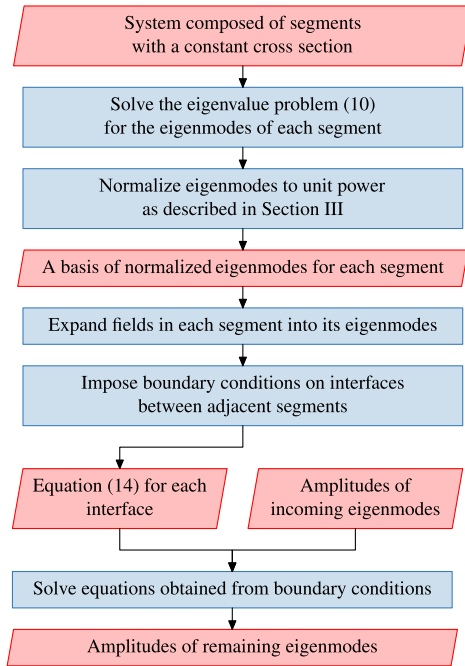 System composed of segments
with a constant cross section
Solve the eigenvalue problem (10)
for the eigenmodes of each segment
Normalize eigenmodes to unit power
as described in Section III
A basis of normalized eigenmodes for each segment
Expand fields in each segment into its eigenmodes
Impose boundary conditions on interfaces
between adjacent segments
Equation (14) for each
interface
Amplitudes of
incoming eigenmodes
Solve equations obtained from boundary conditions
Amplitudes of remaining eigenmodes